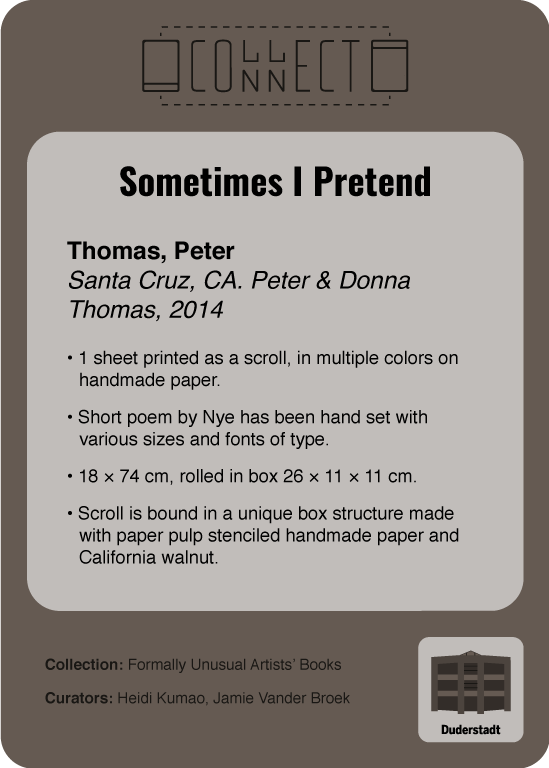 COLLECT
CONNECT
Sometimes I Pretend
Thomas, Peter
Santa Cruz, CA. Peter & Donna
Thomas, 2014
• 1 sheet printed as a scroll, in multiple colors on
handmade paper.
• Short poem by Nye has been hand set with
various sizes and fonts of type.
• 18 × 74 cm, rolled in box 26 × 11 × 11 cm.
• Scroll is bound in a unique box structure made
with paper pulp stenciled handmade paper and
California walnut.
Collection: Formally Unusual Artists’ Books
Curators: Heidi Kumao, Jamie Vander Broek
Duderstadt